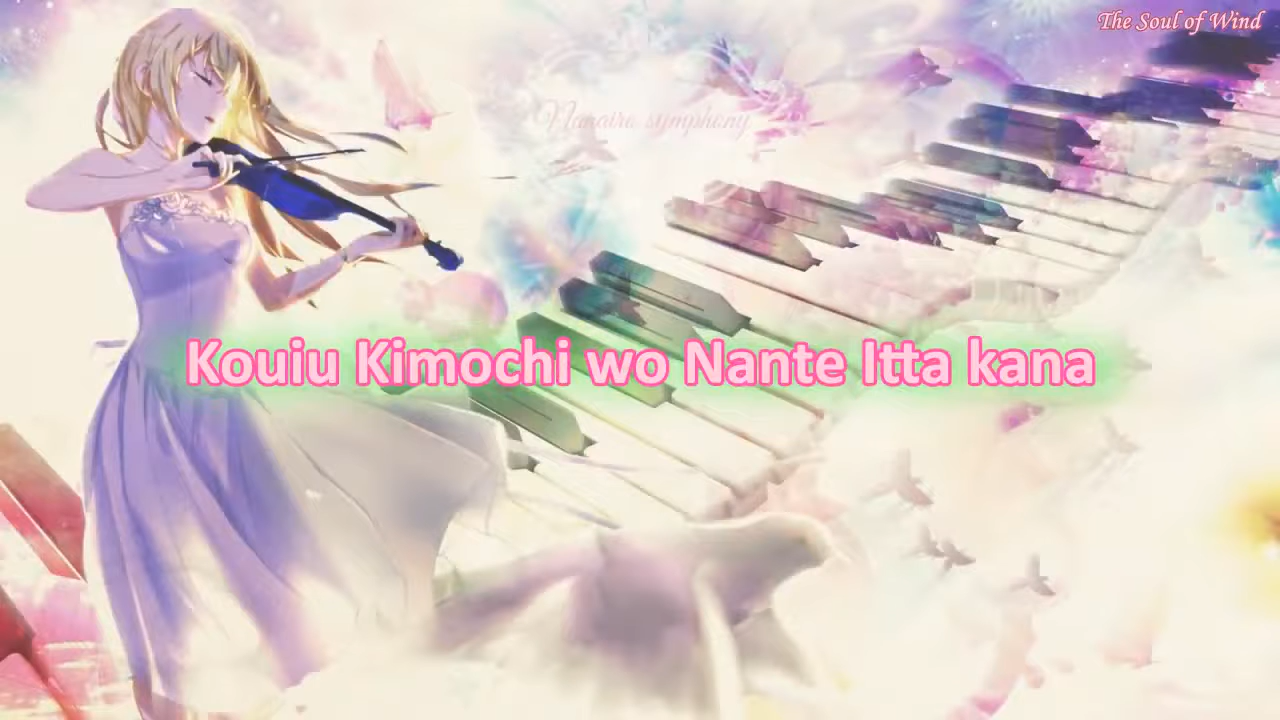 The Soul of Wind
Nanairo symphony
Kouiu Kimochi wo Nante Itta kana